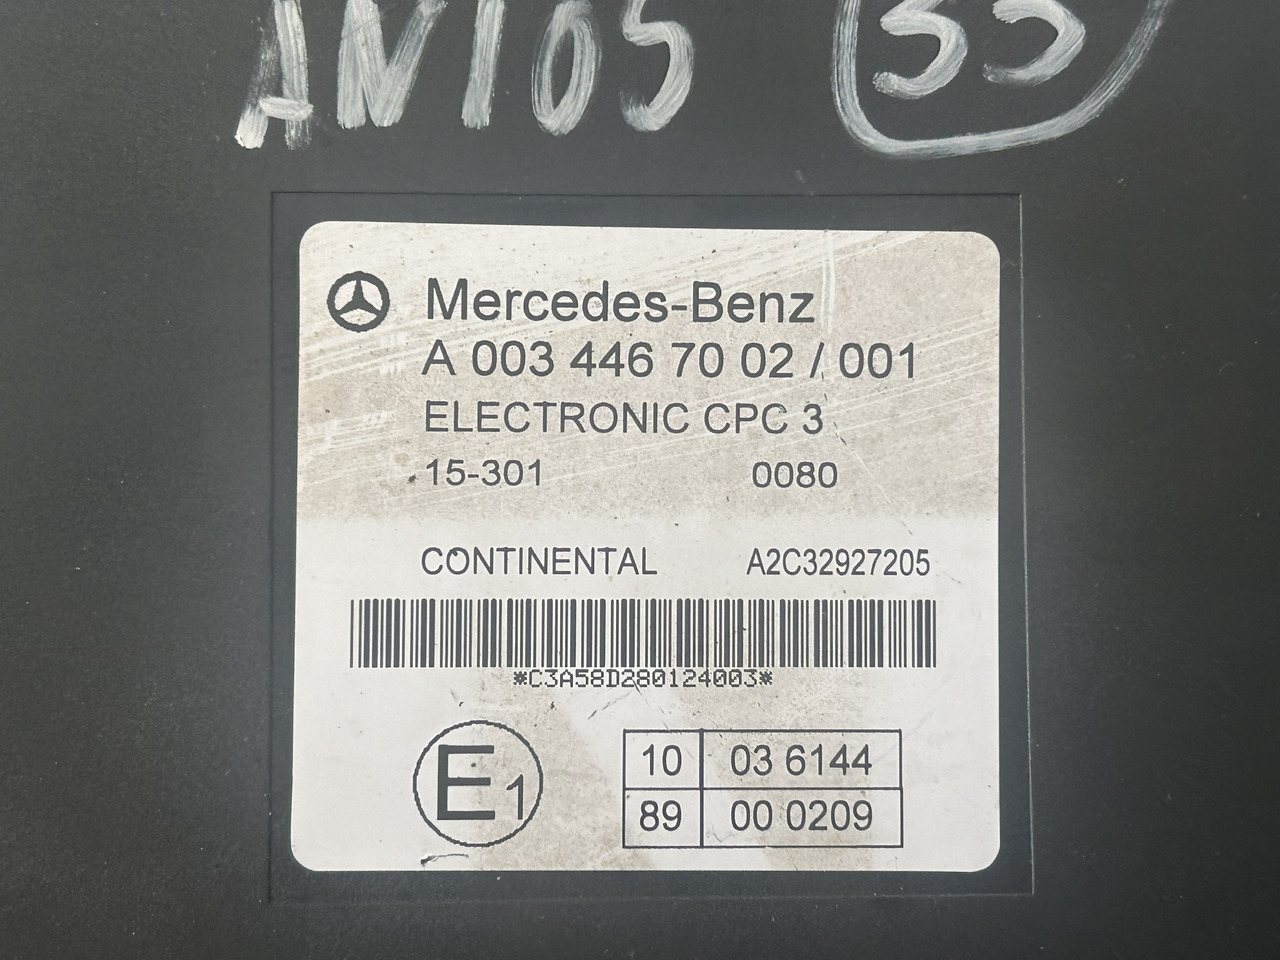 ANTOS 33
Mercedes-Benz
A 003 446 70 02 / 001
ELECTRONIC CPC 3
15-301 0080
CONTINENTAL A2C32927205
*C3A58D280124003*
E1
10 03 6144
89 00 0209